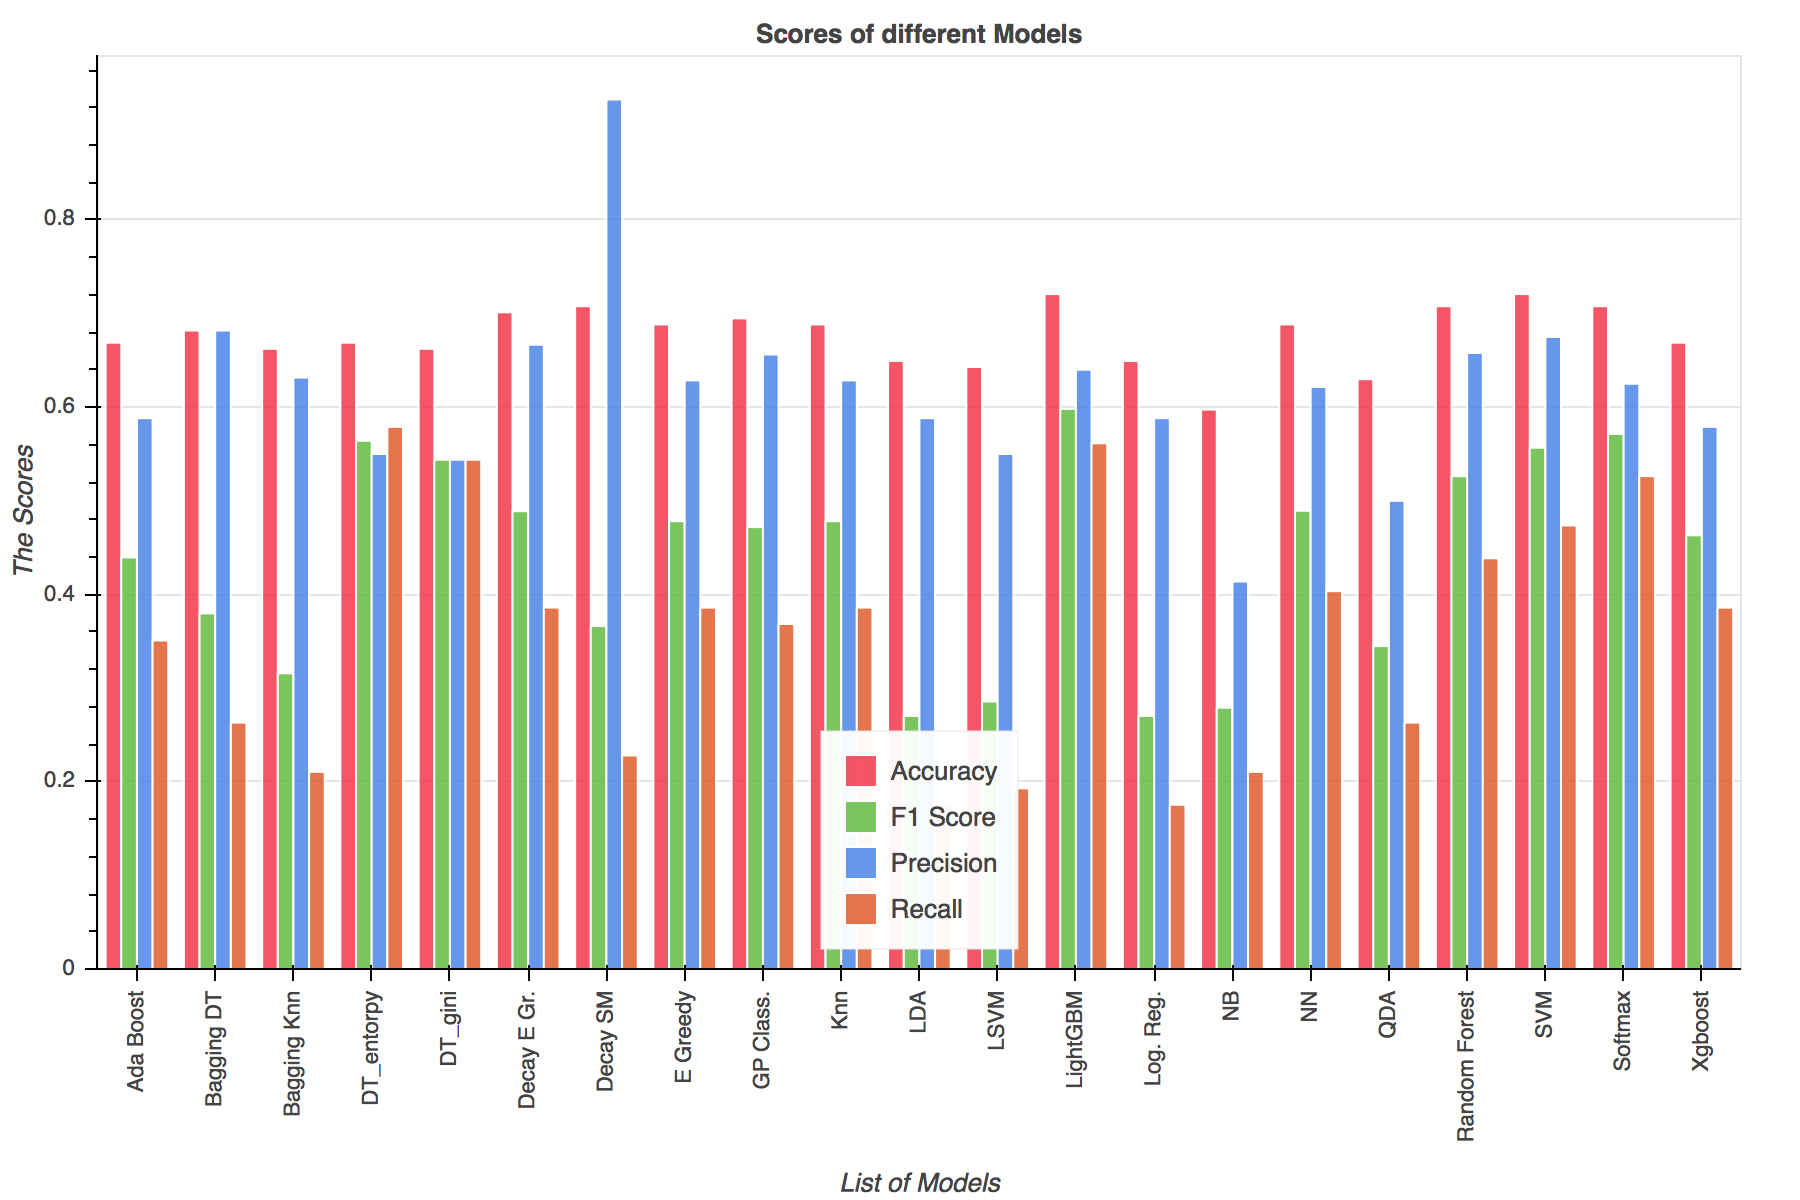 Scores of different Models
The Scores
0.8
0.6
0.4
0.2
0
Accuracy
F1 Score
Precision
Recall
Ada Boost
Bagging DT
Bagging Knn
DT_entorpy
DT_gini
Decay E Gr.
Decay SM
E Greedy
GP Class.
Knn
LDA
LSVM
LightGBM
Log. Reg.
NB
NN
QDA
Random Forest
SVM
Softmax
Xgboost
List of Models